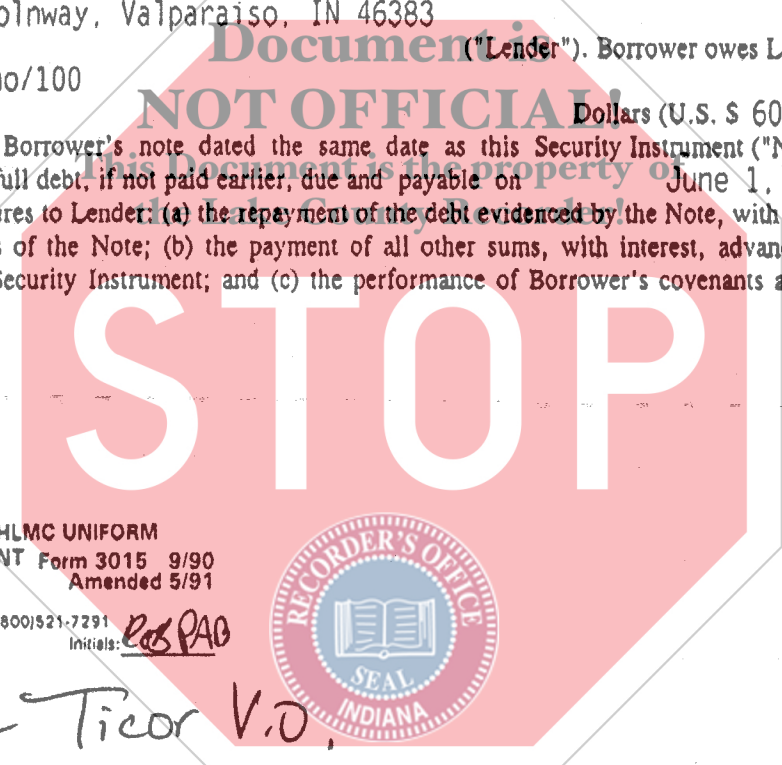 olnway, Valparaiso, IN 46383
Document is
("Lender"). Borrower owes L
no/100
NOT OFFICIAL!
Dollars (U.S. $ 60
Borrower's note dated the same date as this Security Instrument ("N
This Document is the property of
full debt, if not paid earlier, due and payable on June 1,
the Lake County Recorder!
res to Lender: (a) the repayment of the debt evidenced by the Note, with
of the Note; (b) the payment of all other sums, with interest, advan
Security Instrument; and (c) the performance of Borrower's covenants a
STOP
HLMC UNIFORM
NT Form 3015 9/90
Amended 5/91
800)521-7291
Initials: PAB
RECORDER'S OFFICE
SEAL
INDIANA
Ticor V.O.